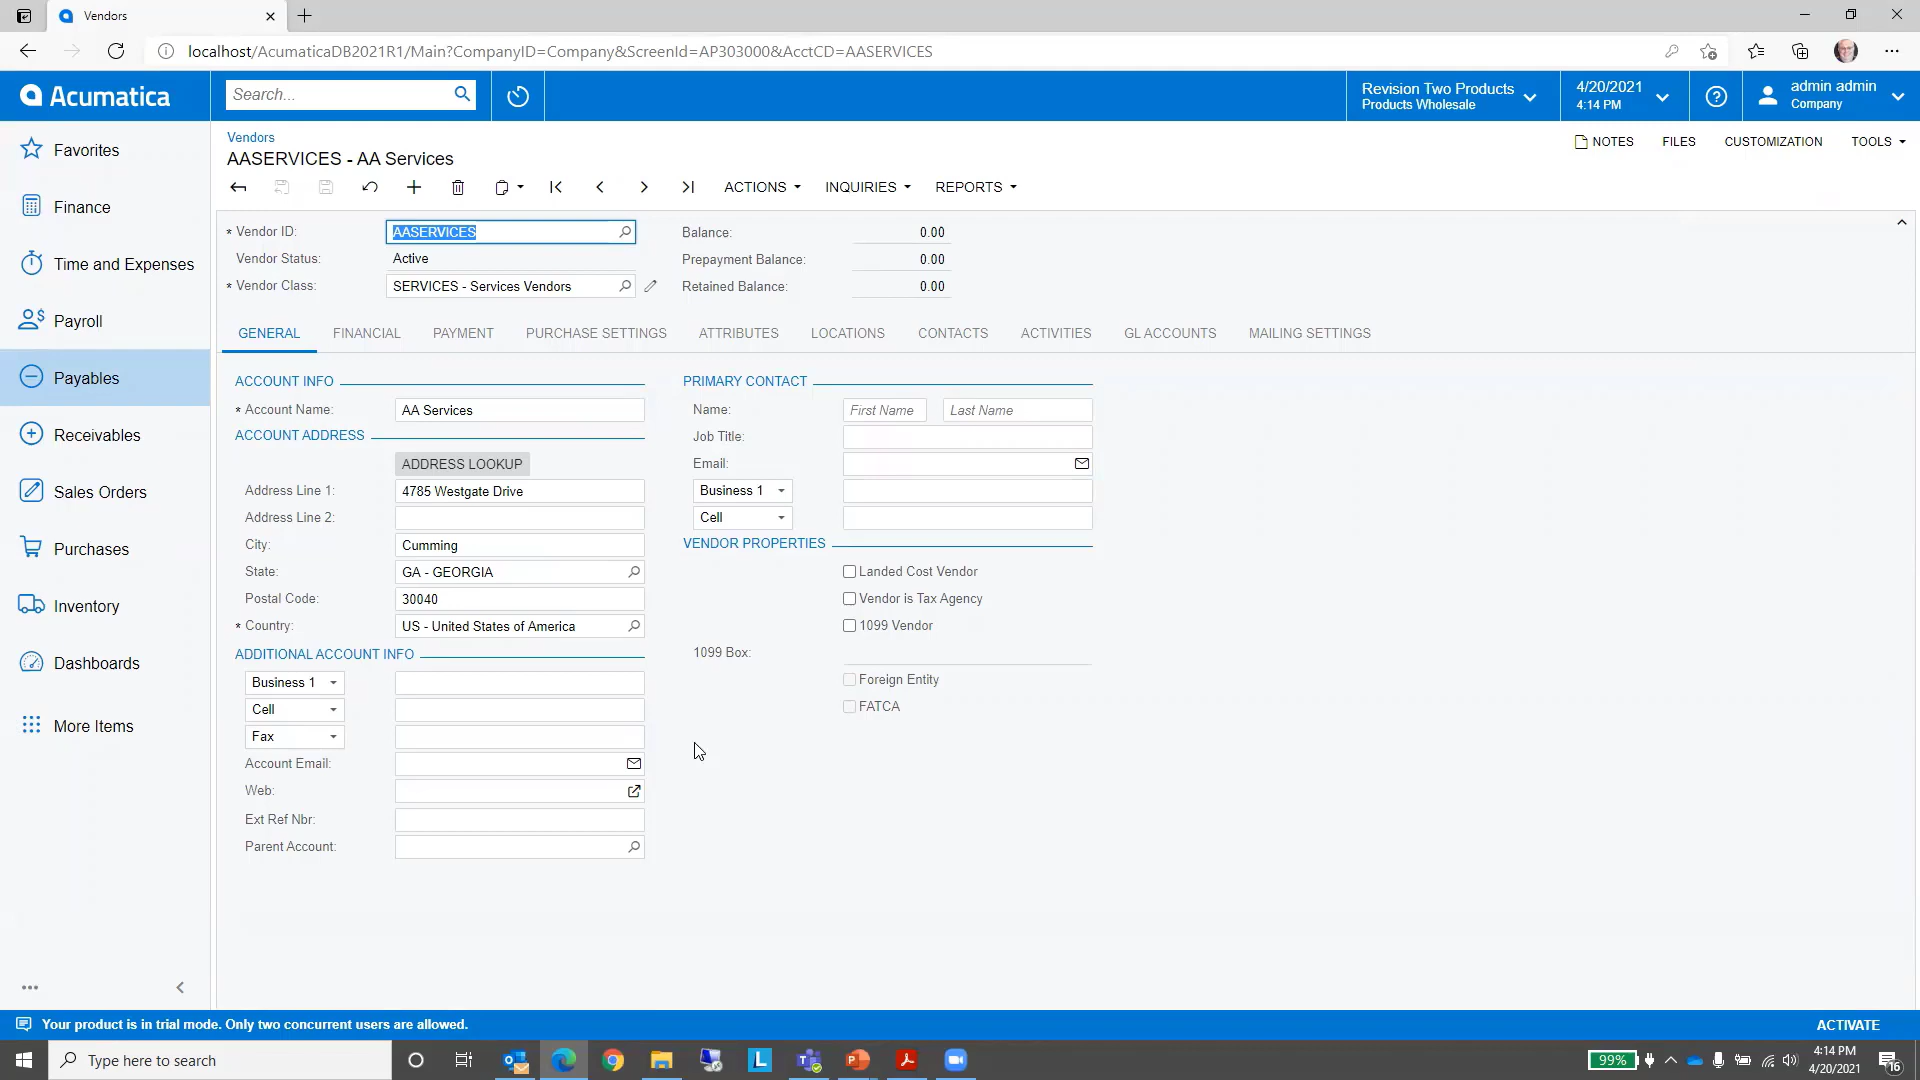 Vendors
localhost/AcumaticaDB2021R1/Main?CompanyID=Company&ScreenId=AP303000&AcctCD=AASERVICES
Acumatica
Search...
Revision Two Products
Products Wholesale
4/20/2021
4:14 PM
admin admin
Company
Favorites
Finance
Time and Expenses
Payroll
Payables
Receivables
Sales Orders
Purchases
Inventory
Dashboards
More Items
Vendors
AASERVICES - AA Services
NOTES FILES CUSTOMIZATION TOOLS
ACTIONS INQUIRIES REPORTS
* Vendor ID: AASERVICES
Vendor Status: Active
* Vendor Class: SERVICES - Services Vendors
Balance: 0.00
Prepayment Balance: 0.00
Retained Balance: 0.00
GENERAL FINANCIAL PAYMENT PURCHASE SETTINGS ATTRIBUTES LOCATIONS CONTACTS ACTIVITIES GL ACCOUNTS MAILING SETTINGS
ACCOUNT INFO
* Account Name: AA Services
ACCOUNT ADDRESS
ADDRESS LOOKUP
Address Line 1: 4785 Westgate Drive
Address Line 2:
City: Cumming
State: GA - GEORGIA
Postal Code: 30040
* Country: US - United States of America
ADDITIONAL ACCOUNT INFO
Business 1
Cell
Fax
Account Email:
Web:
Ext Ref Nbr:
Parent Account:
PRIMARY CONTACT
Name: First Name Last Name
Job Title:
Email:
Business 1
Cell
VENDOR PROPERTIES
Landed Cost Vendor
Vendor is Tax Agency
1099 Vendor
1099 Box:
Foreign Entity
FATCA
Your product is in trial mode. Only two concurrent users are allowed.
ACTIVATE
Type here to search
99%
4:14 PM
4/20/2021
16